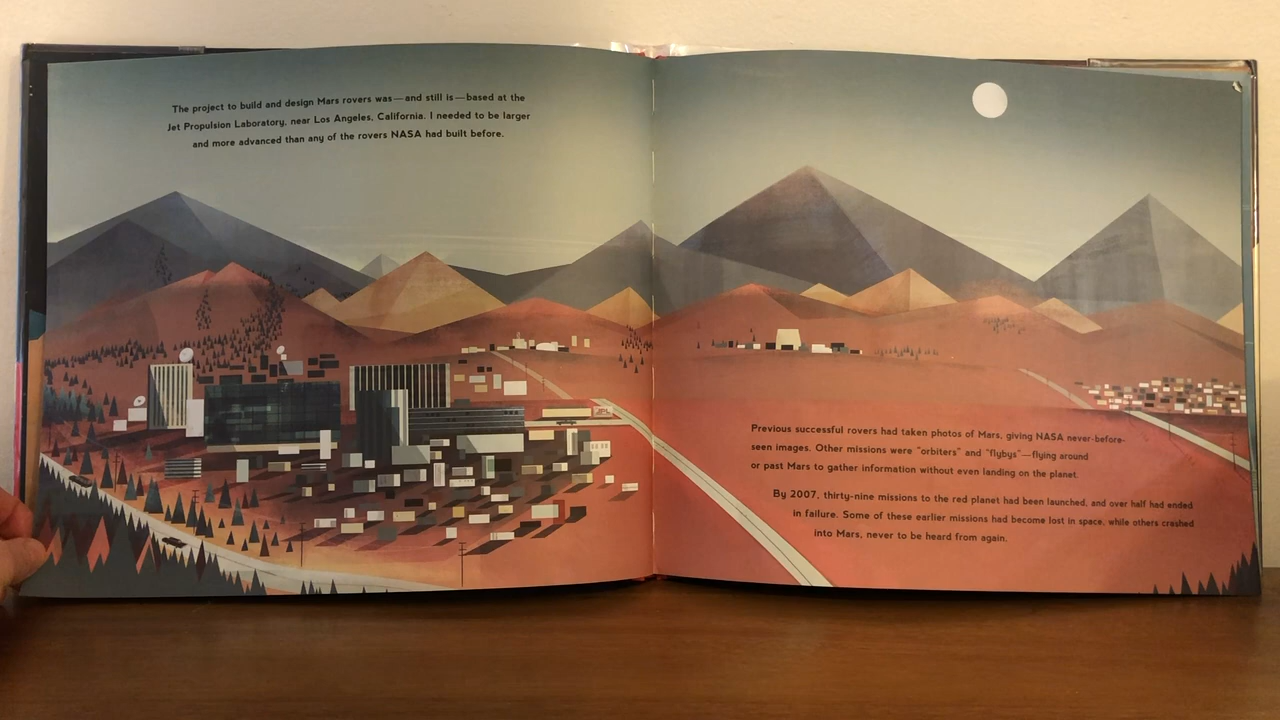 The project to build and design Mars rovers was—and still is—based at the
Jet Propulsion Laboratory, near Los Angeles, California. I needed to be larger
and more advanced than any of the rovers NASA had built before.
JPL
Previous successful rovers had taken photos of Mars, giving NASA never-before-
seen images. Other missions were "orbiters" and "flybys"—flying around
or past Mars to gather information without even landing on the planet.
By 2007, thirty-nine missions to the red planet had been launched, and over half had ended
in failure. Some of these earlier missions had become lost in space, while others crashed
into Mars, never to be heard from again.